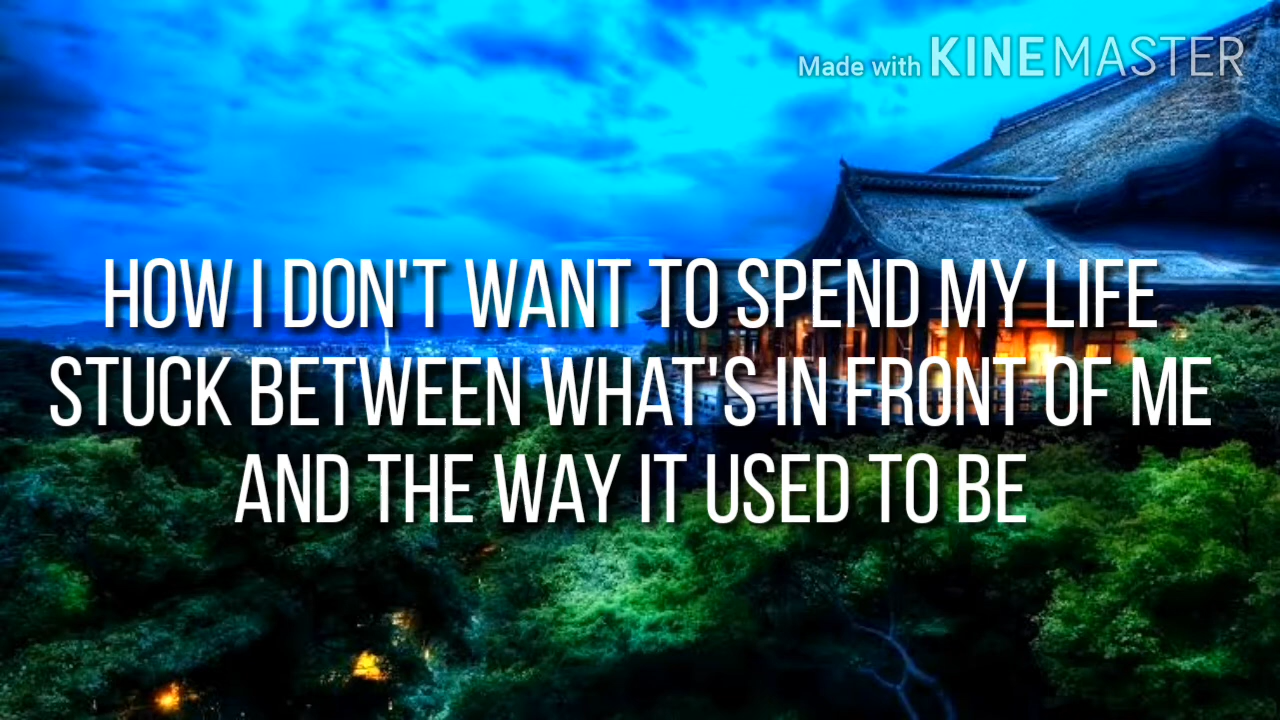 Made with KINEMASTER
HOW I DON'T WANT TO SPEND MY LIFE
STUCK BETWEEN WHAT'S IN FRONT OF ME
AND THE WAY IT USED TO BE